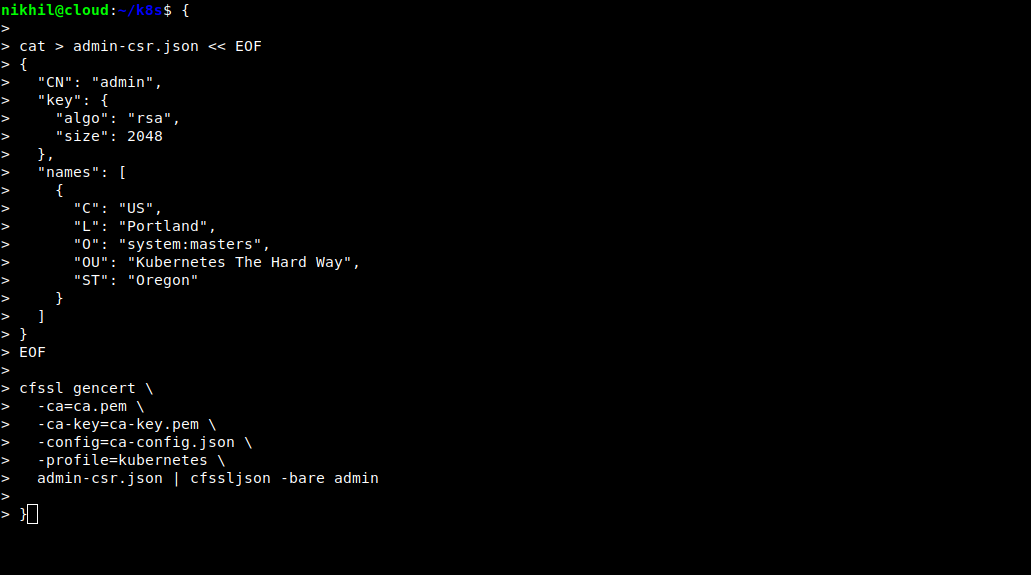 nikhil@cloud:~/k8s$ {
>
> cat > admin-csr.json << EOF
> {
>   "CN": "admin",
>   "key": {
>     "algo": "rsa",
>     "size": 2048
>   },
>   "names": [
>     {
>       "C": "US",
>       "L": "Portland",
>       "O": "system:masters",
>       "OU": "Kubernetes The Hard Way",
>       "ST": "Oregon"
>     }
>   ]
> }
> EOF
>
> cfssl gencert \
>   -ca=ca.pem \
>   -ca-key=ca-key.pem \
>   -config=ca-config.json \
>   -profile=kubernetes \
>   admin-csr.json | cfssljson -bare admin
>
> }